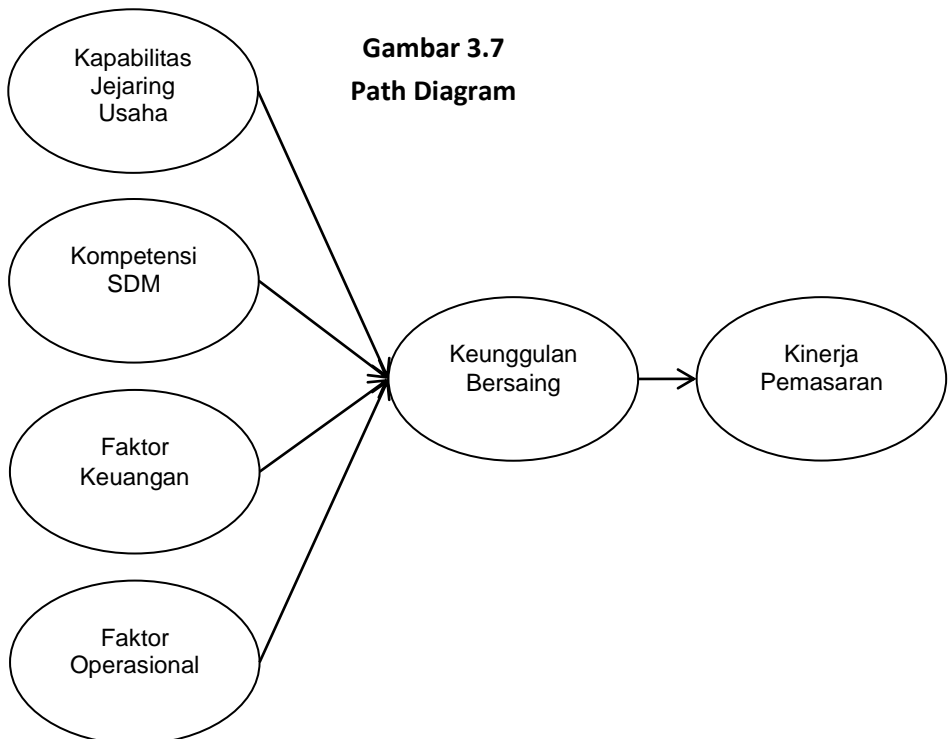 Gambar 3.7
Path Diagram
Kapabilitas
Jejaring
Usaha
Kompetensi
SDM
Faktor
Keuangan
Faktor
Operasional
Keunggulan
Bersaing
Kinerja
Pemasaran